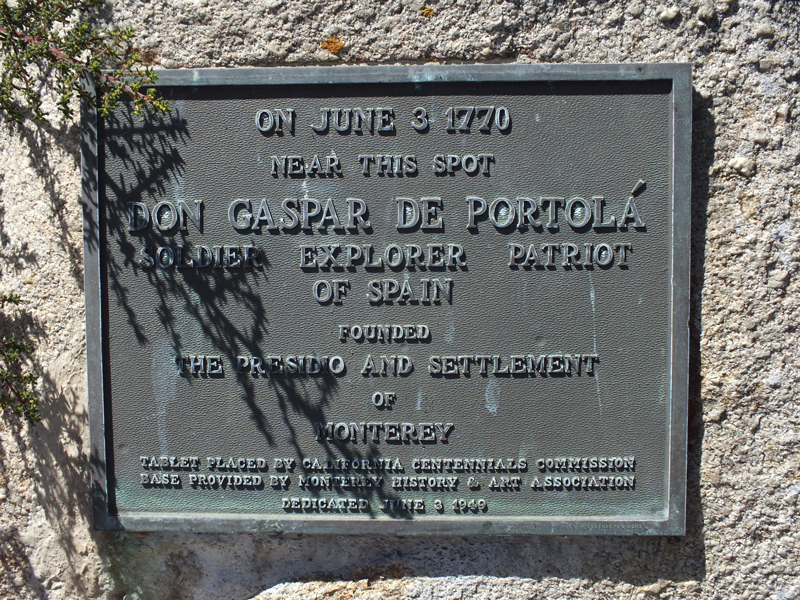 ON JUNE 3 1770
NEAR THIS SPOT
DON GASPAR DE PORTOLÁ
SOLDIER EXPLORER PATRIOT
OF SPAIN
FOUNDED
THE PRESIDIO AND SETTLEMENT
OF
MONTEREY
TABLET PLACED BY CALIFORNIA CENTENNIALS COMMISSION
BASE PROVIDED BY MONTEREY HISTORY & ART ASSOCIATION
DEDICATED JUNE 3 1949